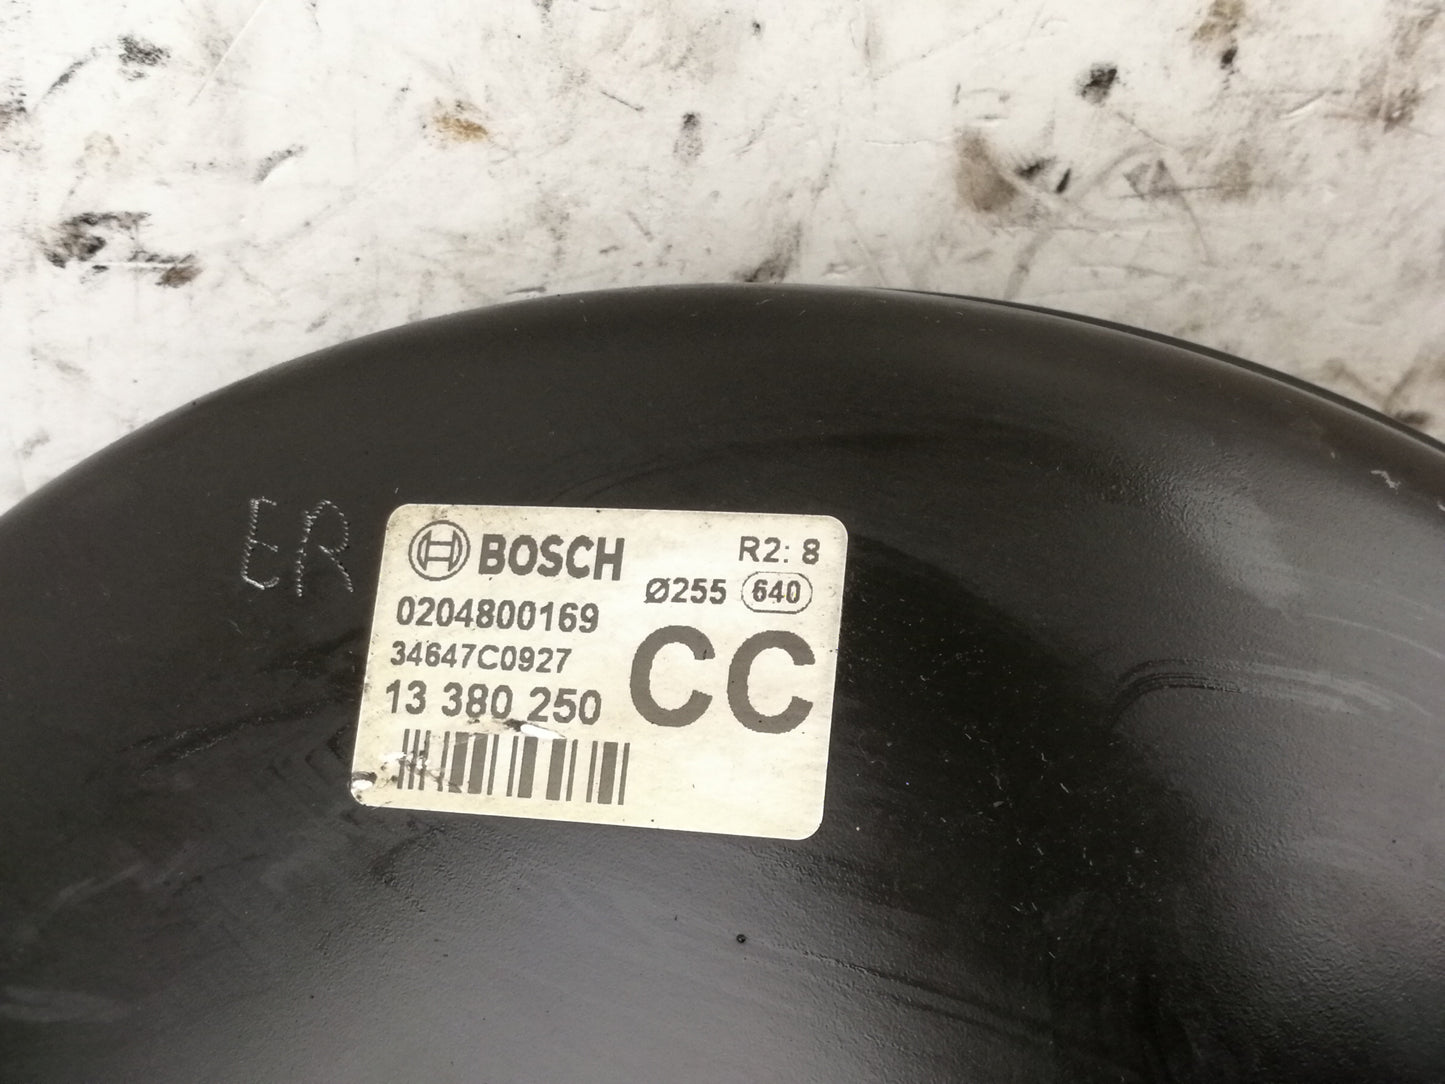 ER
BOSCH
R2: 8
Ø255 640
0204800169
34647C0927
13 380 250
CC